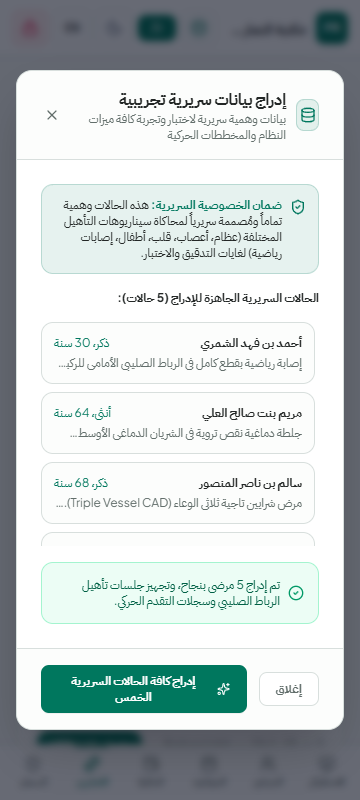 إدراج بيانات سريرية تجريبية
بيانات وهمية سريرية لاختبار وتجربة كافة ميزات
النظام والمخططات الحركية
ضمان الخصوصية السريرية: هذه الحالات وهمية
تماماً ومُصممة سريرياً لمحاكاة سيناريوهات التأهيل
المختلفة (عظام، أعصاب، قلب، أطفال، إصابات
رياضية) لغايات التدقيق والاختبار.
الحالات السريرية الجاهزة للإدراج (5 حالات):
أحمد بن فهد الشمري
ذكر، 30 سنة
إصابة رياضية بقطع كامل في الرباط الصليبي الأمامي للركبـ...
مريم بنت صالح العلي
أنثى، 64 سنة
جلطة دماغية نقص تروية في الشريان الدماغي الأوسط...
سالم بن ناصر المنصور
ذكر، 68 سنة
مرض شرايين تاجية ثلاثي الوعاء (Triple Vessel CAD)....
تم إدراج 5 مرضى بنجاح، وتجهيز جلسات تأهيل
الرباط الصليبي وسجلات التقدم الحركي.
إغلاق
إدراج كافة الحالات السريرية
الخمس